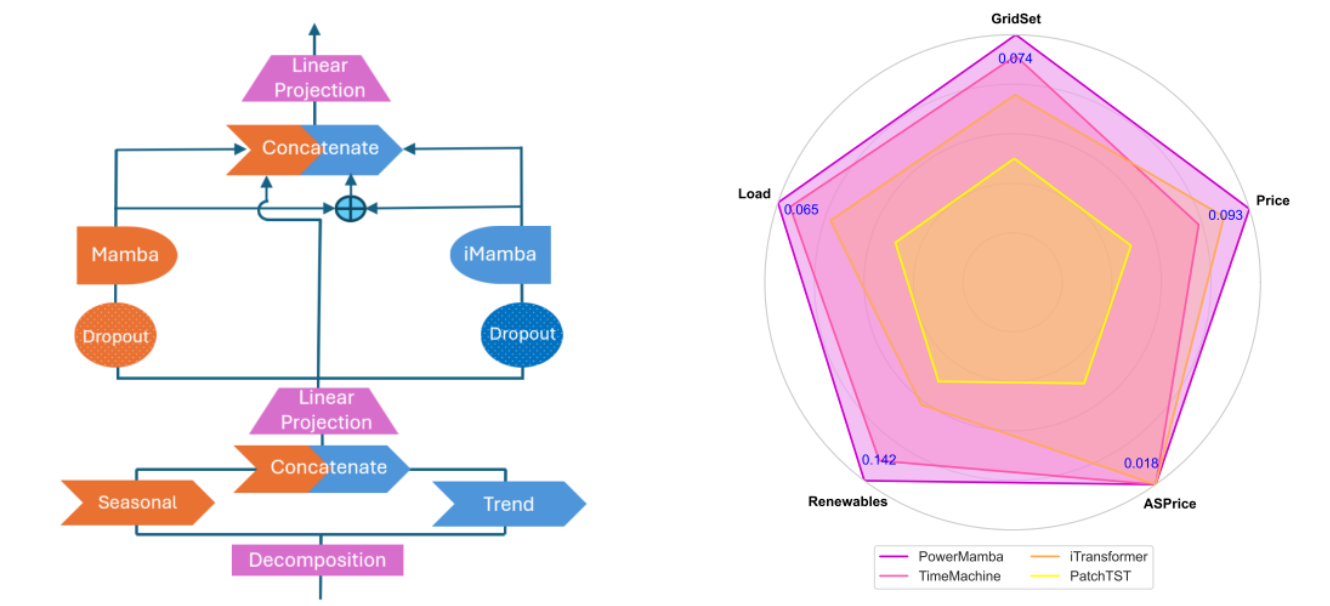 Linear
Projection
Concatenate
Mamba
iMamba
Dropout
Dropout
Linear
Projection
Concatenate
Seasonal
Trend
Decomposition
GridSet
0.074
Load
0.065
Price
0.093
0.142
0.018
Renewables
ASPrice
PowerMamba
iTransformer
TimeMachine
PatchTST